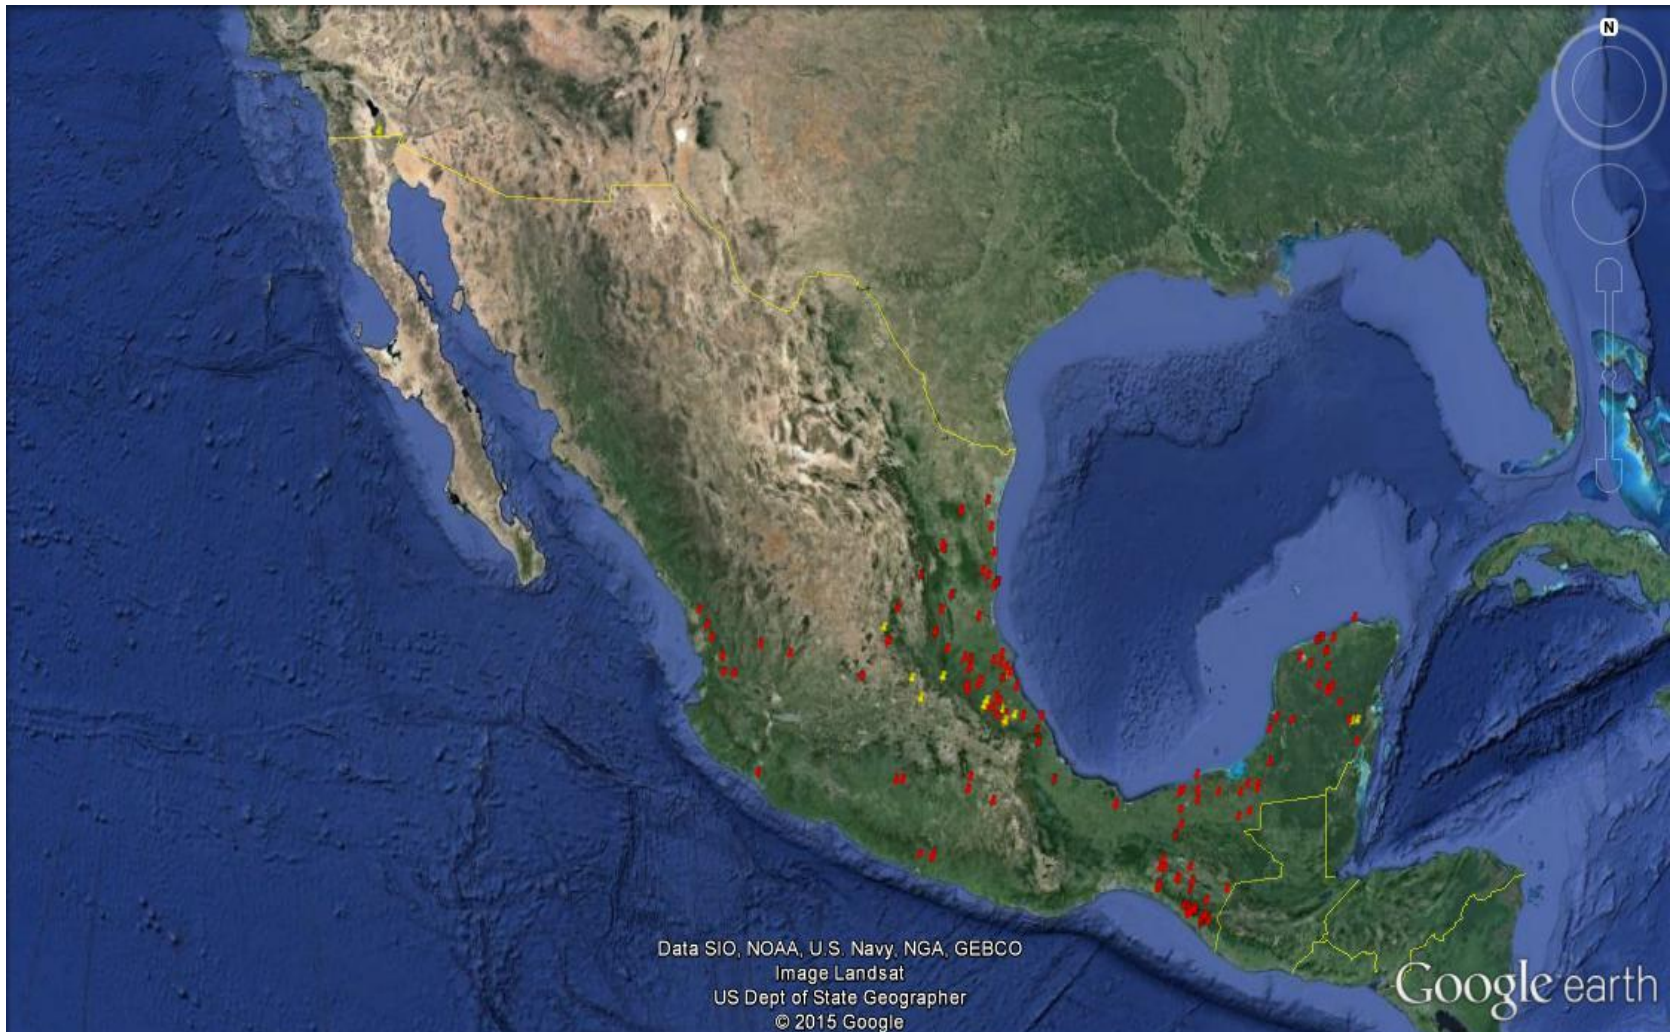 N
Data SIO, NOAA, U.S. Navy, NGA, GEBCO
Image Landsat
US Dept of State Geographer
© 2015 Google
Google earth